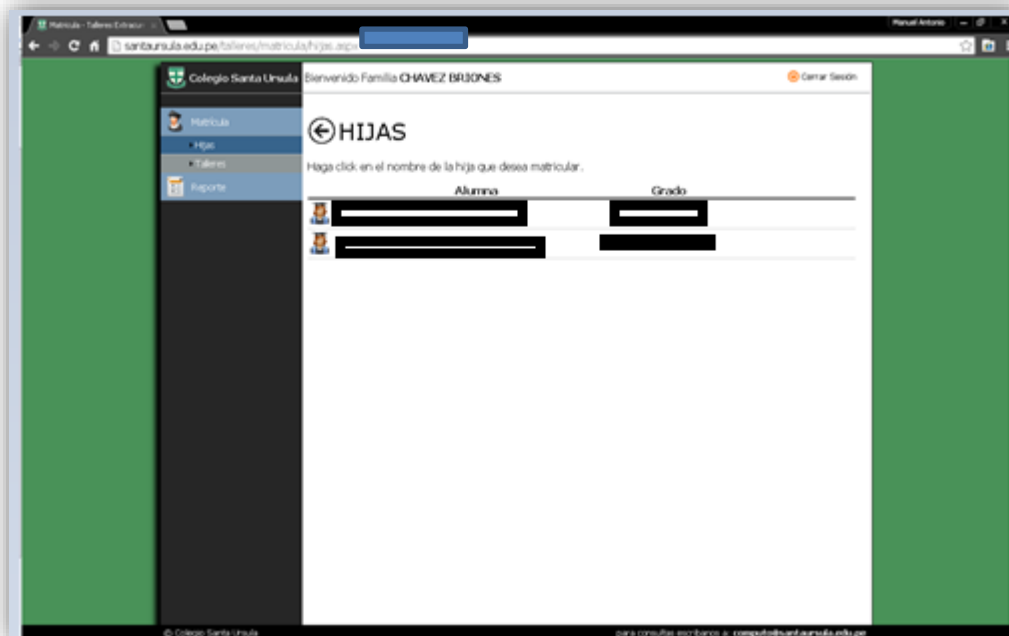 Matrícula - Talleres Extracurr
Manuel Antonio
santaursula.edu.pe/talleres/matricula/hijas.aspx
Colegio Santa Ursula
Bienvenido Familia CHAVEZ BRIONES
Cerrar Sesión
Matrícula
Hijas
Talleres
Reporte
HIJAS
Haga click en el nombre de la hija que desea matricular.
Alumna Grado
© Colegio Santa Ursula
para consultas escribanos a: computo@santaursula.edu.pe